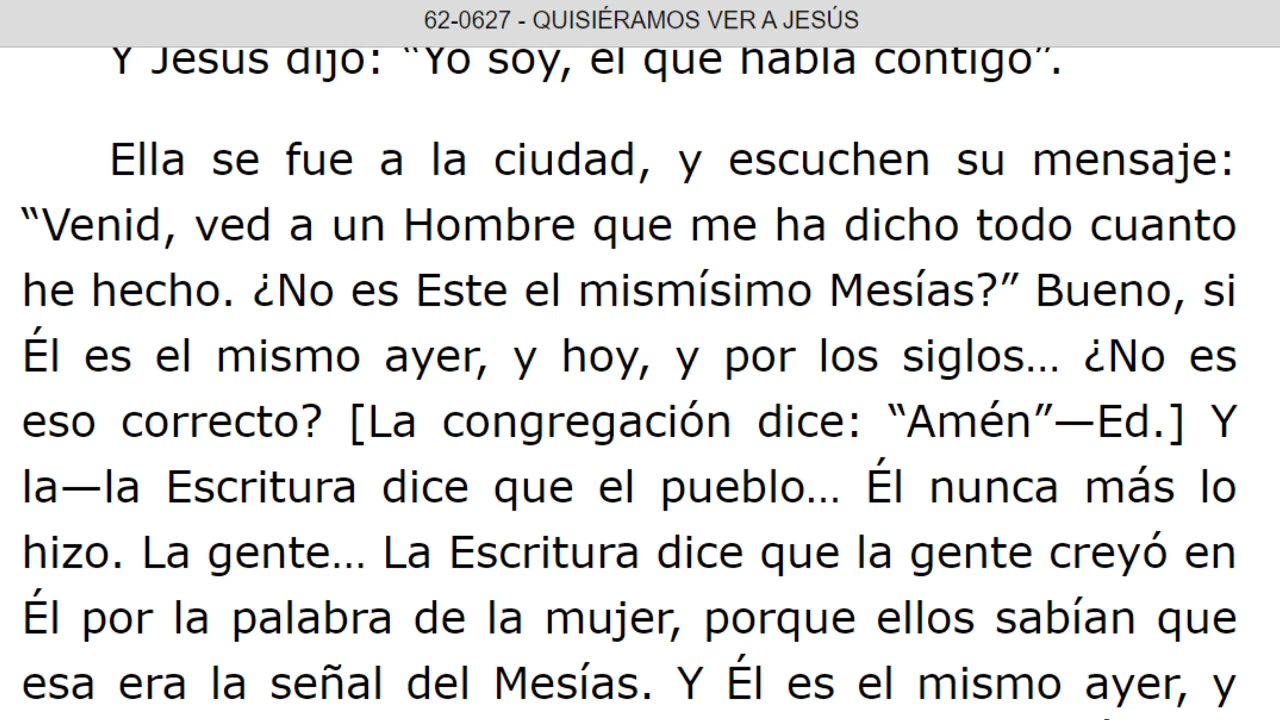 62-0627 - QUISIÉRAMOS VER A JESÚS
Y Jesús dijo: “Yo soy, el que habla contigo”.
Ella se fue a la ciudad, y escuchen su mensaje:
“Venid, ved a un Hombre que me ha dicho todo cuanto
he hecho. ¿No es Este el mismísimo Mesías?” Bueno, si
Él es el mismo ayer, y hoy, y por los siglos… ¿No es
eso correcto? [La congregación dice: “Amén”—Ed.] Y
la—la Escritura dice que el pueblo… Él nunca más lo
hizo. La gente… La Escritura dice que la gente creyó en
Él por la palabra de la mujer, porque ellos sabían que
esa era la señal del Mesías. Y Él es el mismo ayer, y